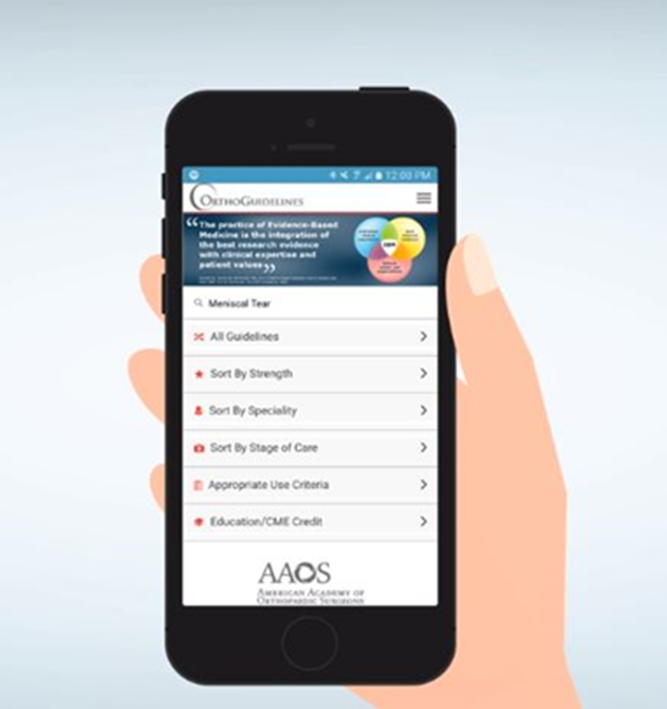 12:03 PM
OrthoGuidelines
“The practice of Evidence-Based
Medicine is the integration of
the best research evidence
with clinical expertise and
patient values”
EBM
Meniscal Tear
All Guidelines
Sort By Strength
Sort By Speciality
Sort By Stage of Care
Appropriate Use Criteria
Education/CME Credit
AAOS
American Academy of
Orthopaedic Surgeons